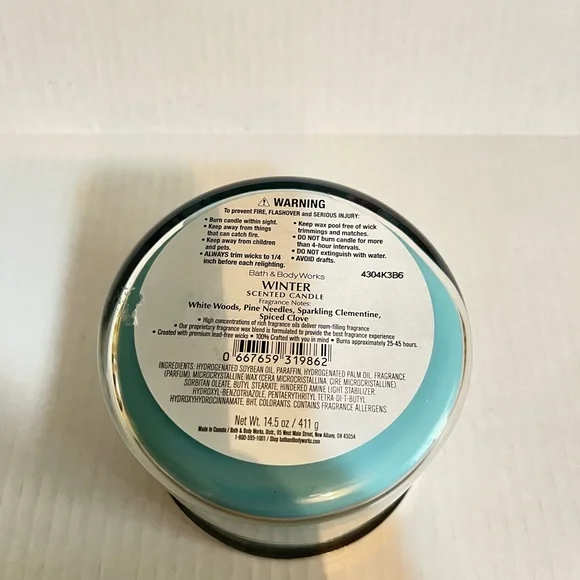 ⚠ WARNING
To prevent FIRE, FLASHOVER and SERIOUS INJURY:
• Burn candle within sight.
• Keep away from things
that can catch fire.
• Keep away from children
and pets.
• ALWAYS trim wicks to 1/4
inch before each relighting.
• Keep wax pool free of wick
trimmings and matches.
• DO NOT burn candle for more
than 4-hour intervals.
• DO NOT extinguish with water.
• AVOID drafts.
Bath & Body Works
4304K3B6
WINTER
SCENTED CANDLE
Fragrance Notes:
White Woods, Pine Needles, Sparkling Clementine,
Spiced Clove
• High concentrations of rich fragrance oils deliver room-filling fragrance
• Our proprietary fragrance wax blend is formulated to provide the best fragrance experience
• Created with premium lead-free wicks • 100% Crafted with you in mind • Burns approximately 25-45 hours.
0 667659 319862
INGREDIENTS: HYDROGENATED SOYBEAN OIL, PARAFFIN, HYDROGENATED PALM OIL, FRAGRANCE
(PARFUM), MICROCRYSTALLINE WAX (CERA MICROCRISTALLINA, CIRE MICROCRISTALLINE),
SORBITAN OLEATE, BUTYL STEARATE, HINDERED AMINE LIGHT STABILIZER,
HYDROXYL-BENZOTRIAZOLE, PENTAERYTHRITYL TETRA-DI-T-BUTYL
HYDROXYHYDROCINNAMATE, BHT, COLORANTS. CONTAINS FRAGRANCE ALLERGENS.
Net Wt. 14.5 oz / 411 g
Made in Canada / Bath & Body Works, Distr., 95 West Main Street, New Albany, OH 43054
1-800-395-1001 / Shop bathandbodyworks.com